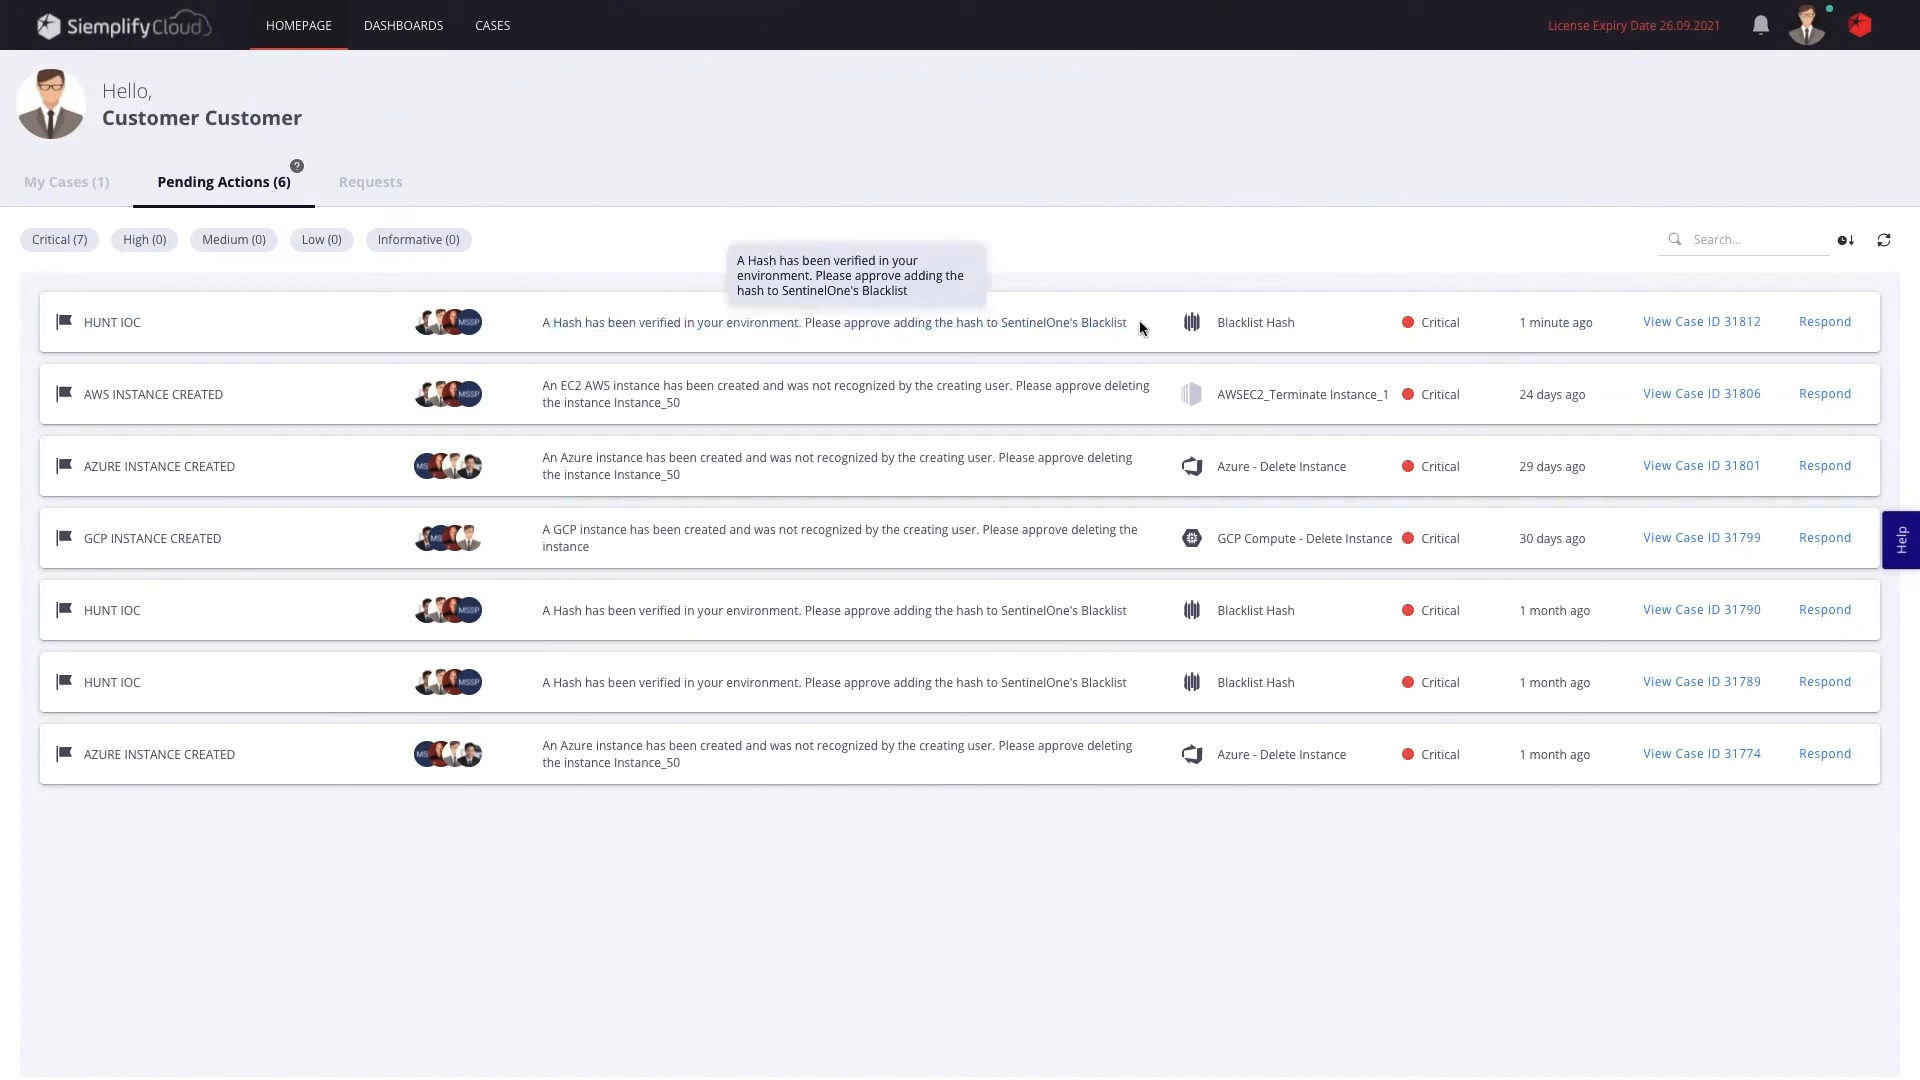 SiemplifyCloud
HOMEPAGE
DASHBOARDS
CASES
License Expiry Date 26.09.2021
Hello,
Customer Customer
My Cases (1)
Pending Actions (6)
?
Requests
Critical (7)
High (0)
Medium (0)
Low (0)
Informative (0)
Search...
A Hash has been verified in your
environment. Please approve adding the
hash to SentinelOne's Blacklist
HUNT IOC
MSSP
A Hash has been verified in your environment. Please approve adding the hash to SentinelOne's Blacklist
Blacklist Hash
Critical
1 minute ago
View Case ID 31812
Respond
AWS INSTANCE CREATED
MSSP
An EC2 AWS instance has been created and was not recognized by the creating user. Please approve deleting
the instance Instance_50
AWSEC2_Terminate Instance_1
Critical
24 days ago
View Case ID 31806
Respond
AZURE INSTANCE CREATED
MS
An Azure instance has been created and was not recognized by the creating user. Please approve deleting
the instance Instance_50
Azure - Delete Instance
Critical
29 days ago
View Case ID 31801
Respond
GCP INSTANCE CREATED
MS
A GCP instance has been created and was not recognized by the creating user. Please approve deleting the
instance
GCP Compute - Delete Instance
Critical
30 days ago
View Case ID 31799
Respond
HUNT IOC
MSSP
A Hash has been verified in your environment. Please approve adding the hash to SentinelOne's Blacklist
Blacklist Hash
Critical
1 month ago
View Case ID 31790
Respond
HUNT IOC
MSSP
A Hash has been verified in your environment. Please approve adding the hash to SentinelOne's Blacklist
Blacklist Hash
Critical
1 month ago
View Case ID 31789
Respond
AZURE INSTANCE CREATED
MS
An Azure instance has been created and was not recognized by the creating user. Please approve deleting
the instance Instance_50
Azure - Delete Instance
Critical
1 month ago
View Case ID 31774
Respond
Help